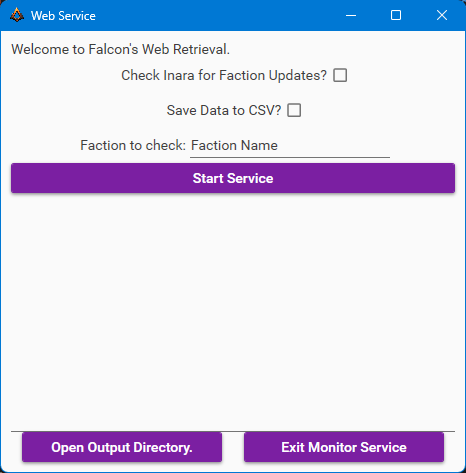 Web Service
Welcome to Falcon's Web Retrieval.
Check Inara for Faction Updates?
Save Data to CSV?
Faction to check: Faction Name
Start Service
Open Output Directory. Exit Monitor Service